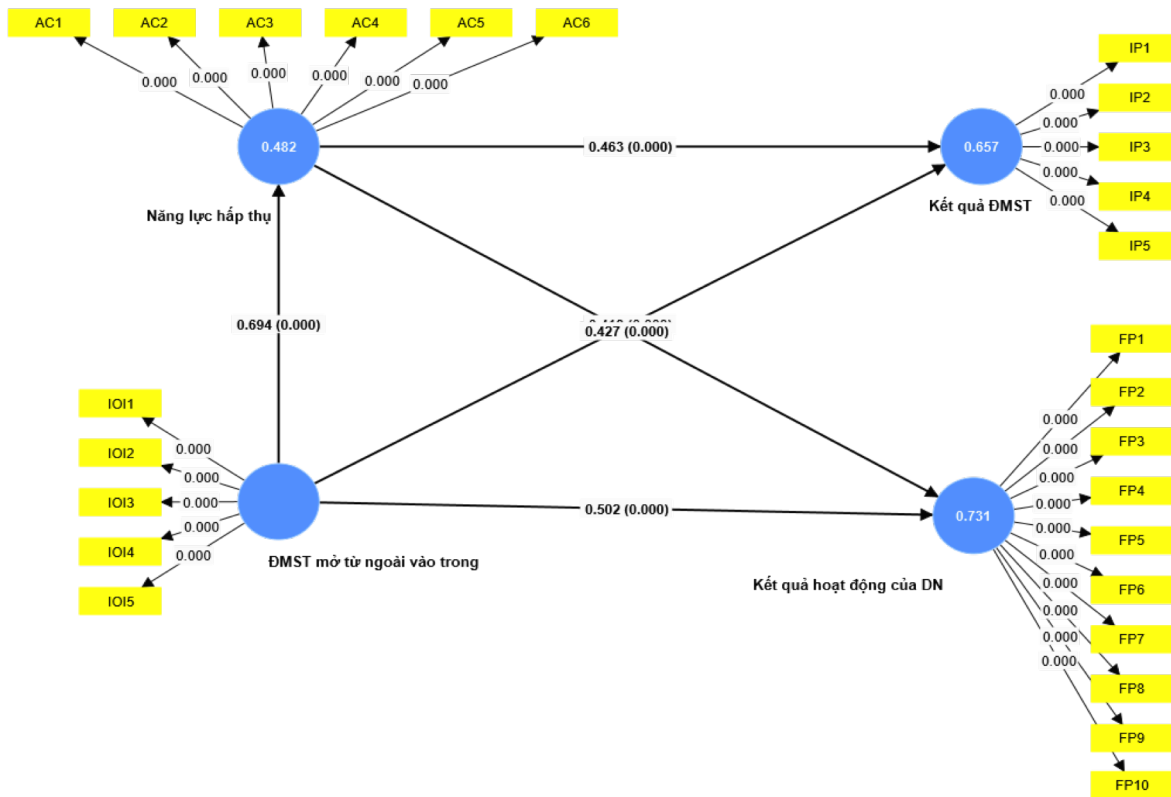 AC1 AC2 AC3 AC4 AC5 AC6
0.000 0.000 0.000 0.000 0.000 0.000
0.482
Năng lực hấp thụ
0.463 (0.000)
0.657
Kết quả ĐMST
IP1
IP2
IP3
IP4
IP5
0.000
0.000
0.000
0.000
0.000
0.694 (0.000)
0.427 (0.000)
IOI1
IOI2
IOI3
IOI4
IOI5
0.000
0.000
0.000
0.000
0.000
ĐMST mở từ ngoài vào trong
0.502 (0.000)
0.731
Kết quả hoạt động của DN
FP1
FP2
FP3
FP4
FP5
FP6
FP7
FP8
FP9
FP10
0.000
0.000
0.000
0.000
0.000
0.000
0.000
0.000
0.000
0.000